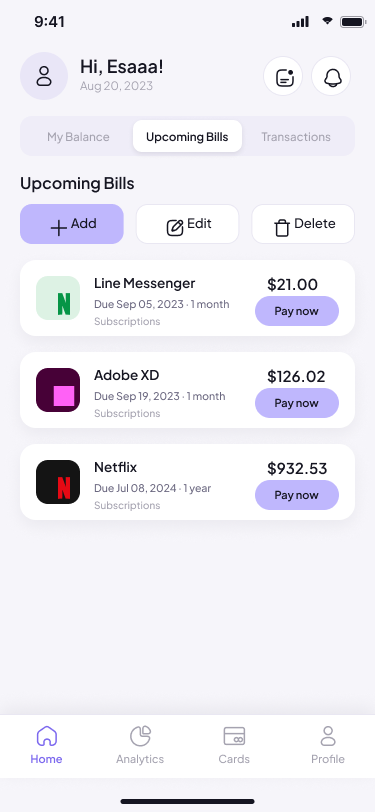 9:41
Hi, Esaaa!
Aug 20, 2023
My Balance
Upcoming Bills
Transactions
Upcoming Bills
Add
Edit
Delete
N
Line Messenger
Due Sep 05, 2023 · 1 month
Subscriptions
$21.00
Pay now
Adobe XD
Due Sep 19, 2023 · 1 month
Subscriptions
$126.02
Pay now
N
Netflix
Due Jul 08, 2024 · 1 year
Subscriptions
$932.53
Pay now
Home
Analytics
Cards
Profile